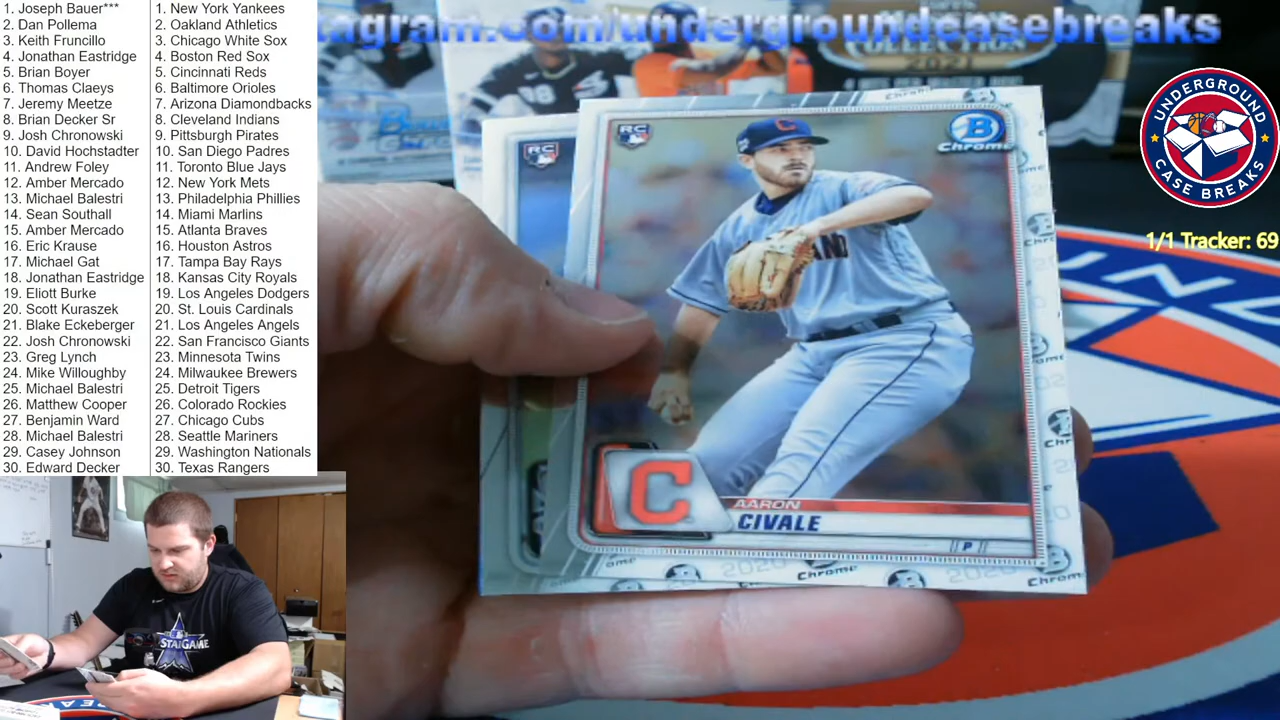 1. Joseph Bauer*** 1. New York Yankees
2. Dan Pollema 2. Oakland Athletics
3. Keith Fruncillo 3. Chicago White Sox
4. Jonathan Eastridge 4. Boston Red Sox
5. Brian Boyer 5. Cincinnati Reds
6. Thomas Claeys 6. Baltimore Orioles
7. Jeremy Meetze 7. Arizona Diamondbacks
8. Brian Decker Sr 8. Cleveland Indians
9. Josh Chronowski 9. Pittsburgh Pirates
10. David Hochstadter 10. San Diego Padres
11. Andrew Foley 11. Toronto Blue Jays
12. Amber Mercado 12. New York Mets
13. Michael Balestri 13. Philadelphia Phillies
14. Sean Southall 14. Miami Marlins
15. Amber Mercado 15. Atlanta Braves
16. Eric Krause 16. Houston Astros
17. Michael Gat 17. Tampa Bay Rays
18. Jonathan Eastridge 18. Kansas City Royals
19. Eliott Burke 19. Los Angeles Dodgers
20. Scott Kuraszek 20. St. Louis Cardinals
21. Blake Eckeberger 21. Los Angeles Angels
22. Josh Chronowski 22. San Francisco Giants
23. Greg Lynch 23. Minnesota Twins
24. Mike Willoughby 24. Milwaukee Brewers
25. Michael Balestri 25. Detroit Tigers
26. Matthew Cooper 26. Colorado Rockies
27. Benjamin Ward 27. Chicago Cubs
28. Michael Balestri 28. Seattle Mariners
29. Casey Johnson 29. Washington Nationals
30. Edward Decker 30. Texas Rangers
tagram.com/undergroundcasebreaks
COLLECTION
2021
UNDERGROUND
CASE BREAKS
1/1 Tracker: 69
RC
RC
B
Chrome
C
AARON
CIVALE
P
Chrome
Chrome
STAR GAME